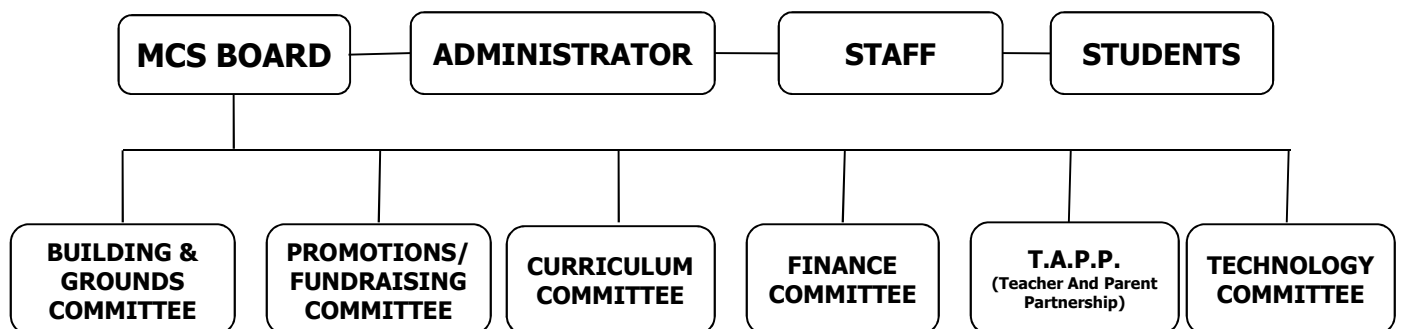 MCS BOARD
ADMINISTRATOR
STAFF
STUDENTS
BUILDING &
GROUNDS
COMMITTEE
PROMOTIONS/
FUNDRAISING
COMMITTEE
CURRICULUM
COMMITTEE
FINANCE
COMMITTEE
T.A.P.P.
(Teacher And Parent
Partnership)
TECHNOLOGY
COMMITTEE